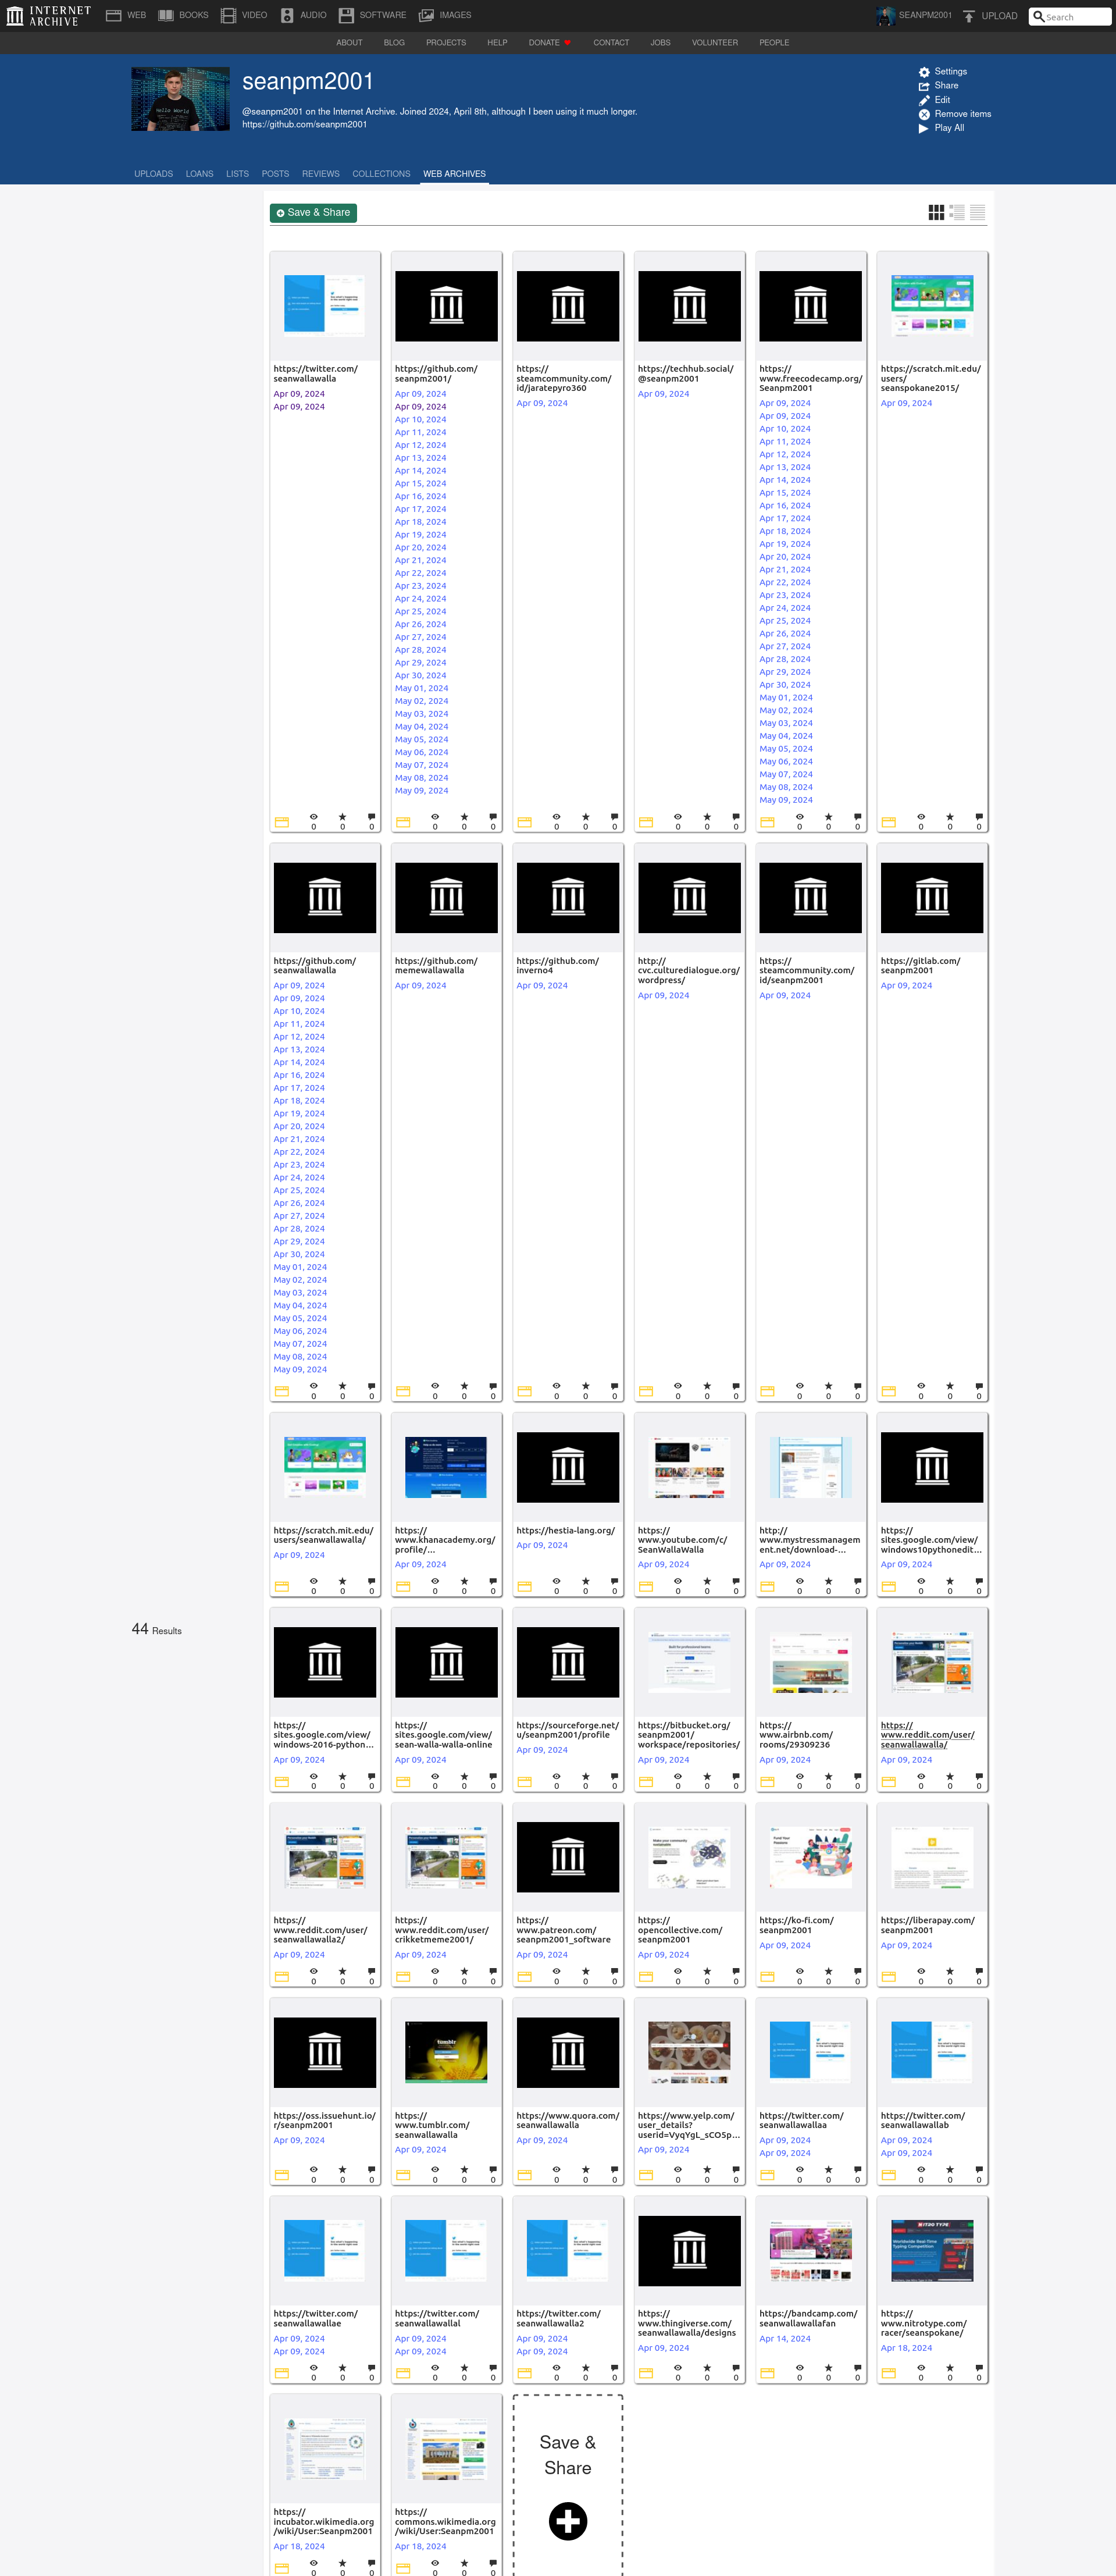 INTERNET ARCHIVE
WEB BOOKS VIDEO AUDIO SOFTWARE IMAGES SEANPM2001 UPLOAD Search
ABOUT BLOG PROJECTS HELP DONATE CONTACT JOBS VOLUNTEER PEOPLE
seanpm2001
@seanpm2001 on the Internet Archive. Joined 2024, April 8th, although I been using it much longer.
https://github.com/seanpm2001
Settings
Share
Edit
Remove items
Play All
UPLOADS LOANS LISTS POSTS REVIEWS COLLECTIONS WEB ARCHIVES
Save & Share
44 Results
https://twitter.com/
seanwallawalla
Apr 09, 2024
Apr 09, 2024
0 0 0
https://github.com/
seanpm2001/
Apr 09, 2024
Apr 09, 2024
Apr 10, 2024
Apr 11, 2024
Apr 12, 2024
Apr 13, 2024
Apr 14, 2024
Apr 15, 2024
Apr 16, 2024
Apr 17, 2024
Apr 18, 2024
Apr 19, 2024
Apr 20, 2024
Apr 21, 2024
Apr 22, 2024
Apr 23, 2024
Apr 24, 2024
Apr 25, 2024
Apr 26, 2024
Apr 27, 2024
Apr 28, 2024
Apr 29, 2024
Apr 30, 2024
May 01, 2024
May 02, 2024
May 03, 2024
May 04, 2024
May 05, 2024
May 06, 2024
May 07, 2024
May 08, 2024
May 09, 2024
0 0 0
https://
steamcommunity.com/
id/jaratepyro360
Apr 09, 2024
0 0 0
https://techhub.social/
@seanpm2001
Apr 09, 2024
0 0 0
https://
www.freecodecamp.org/
Seanpm2001
Apr 09, 2024
Apr 09, 2024
Apr 10, 2024
Apr 11, 2024
Apr 12, 2024
Apr 13, 2024
Apr 14, 2024
Apr 15, 2024
Apr 16, 2024
Apr 17, 2024
Apr 18, 2024
Apr 19, 2024
Apr 20, 2024
Apr 21, 2024
Apr 22, 2024
Apr 23, 2024
Apr 24, 2024
Apr 25, 2024
Apr 26, 2024
Apr 27, 2024
Apr 28, 2024
Apr 29, 2024
Apr 30, 2024
May 01, 2024
May 02, 2024
May 03, 2024
May 04, 2024
May 05, 2024
May 06, 2024
May 07, 2024
May 08, 2024
May 09, 2024
0 0 0
https://scratch.mit.edu/
users/
seanspokane2015/
Apr 09, 2024
0 0 0
https://github.com/
seanwallawalla
Apr 09, 2024
Apr 09, 2024
Apr 10, 2024
Apr 11, 2024
Apr 12, 2024
Apr 13, 2024
Apr 14, 2024
Apr 16, 2024
Apr 17, 2024
Apr 18, 2024
Apr 19, 2024
Apr 20, 2024
Apr 21, 2024
Apr 22, 2024
Apr 23, 2024
Apr 24, 2024
Apr 25, 2024
Apr 26, 2024
Apr 27, 2024
Apr 28, 2024
Apr 29, 2024
Apr 30, 2024
May 01, 2024
May 02, 2024
May 03, 2024
May 04, 2024
May 05, 2024
May 06, 2024
May 07, 2024
May 08, 2024
May 09, 2024
0 0 0
https://github.com/
memewallawalla
Apr 09, 2024
0 0 0
https://github.com/
inverno4
Apr 09, 2024
0 0 0
http://
cvc.culturedialogue.org/
wordpress/
Apr 09, 2024
0 0 0
https://
steamcommunity.com/
id/seanpm2001
Apr 09, 2024
0 0 0
https://gitlab.com/
seanpm2001
Apr 09, 2024
0 0 0
https://scratch.mit.edu/
users/seanwallawalla/
Apr 09, 2024
0 0 0
https://
www.khanacademy.org/
profile/...
Apr 09, 2024
0 0 0
https://hestia-lang.org/
Apr 09, 2024
0 0 0
https://
www.youtube.com/c/
SeanWallaWalla
Apr 09, 2024
0 0 0
http://
www.mystressmanagem
ent.net/download-...
Apr 09, 2024
0 0 0
https://
sites.google.com/view/
windows10pythonedit...
Apr 09, 2024
0 0 0
https://
sites.google.com/view/
windows-2016-python...
Apr 09, 2024
0 0 0
https://
sites.google.com/view/
sean-walla-walla-online
Apr 09, 2024
0 0 0
https://sourceforge.net/
u/seanpm2001/profile
Apr 09, 2024
0 0 0
https://bitbucket.org/
seanpm2001/
workspace/repositories/
Apr 09, 2024
0 0 0
https://
www.airbnb.com/
rooms/29309236
Apr 09, 2024
0 0 0
https://
www.reddit.com/user/
seanwallawalla/
Apr 09, 2024
0 0 0
https://
www.reddit.com/user/
seanwallawalla2/
Apr 09, 2024
0 0 0
https://
www.reddit.com/user/
crikketmeme2001/
Apr 09, 2024
0 0 0
https://
www.patreon.com/
seanpm2001_software
Apr 09, 2024
0 0 0
https://
opencollective.com/
seanpm2001
Apr 09, 2024
0 0 0
https://ko-fi.com/
seanpm2001
Apr 09, 2024
0 0 0
https://liberapay.com/
seanpm2001
Apr 09, 2024
0 0 0
https://oss.issuehunt.io/
r/seanpm2001
Apr 09, 2024
0 0 0
https://
www.tumblr.com/
seanwallawalla
Apr 09, 2024
0 0 0
https://www.quora.com/
seanwallawalla
Apr 09, 2024
0 0 0
https://www.yelp.com/
user_details?
userid=VyqYgL_sCO5p...
Apr 09, 2024
0 0 0
https://twitter.com/
seanwallawallaa
Apr 09, 2024
Apr 09, 2024
0 0 0
https://twitter.com/
seanwallawallab
Apr 09, 2024
Apr 09, 2024
0 0 0
https://twitter.com/
seanwallawallae
Apr 09, 2024
Apr 09, 2024
0 0 0
https://twitter.com/
seanwallawallal
Apr 09, 2024
Apr 09, 2024
0 0 0
https://twitter.com/
seanwallawalla2
Apr 09, 2024
Apr 09, 2024
0 0 0
https://
www.thingiverse.com/
seanwallawalla/designs
Apr 09, 2024
0 0 0
https://bandcamp.com/
seanwallawallafan
Apr 14, 2024
0 0 0
https://
www.nitrotype.com/
racer/seanspokane/
Apr 18, 2024
0 0 0
https://
incubator.wikimedia.org
/wiki/User:Seanpm2001
Apr 18, 2024
0 0 0
https://
commons.wikimedia.org
/wiki/User:Seanpm2001
Apr 18, 2024
0 0 0
Save &
Share